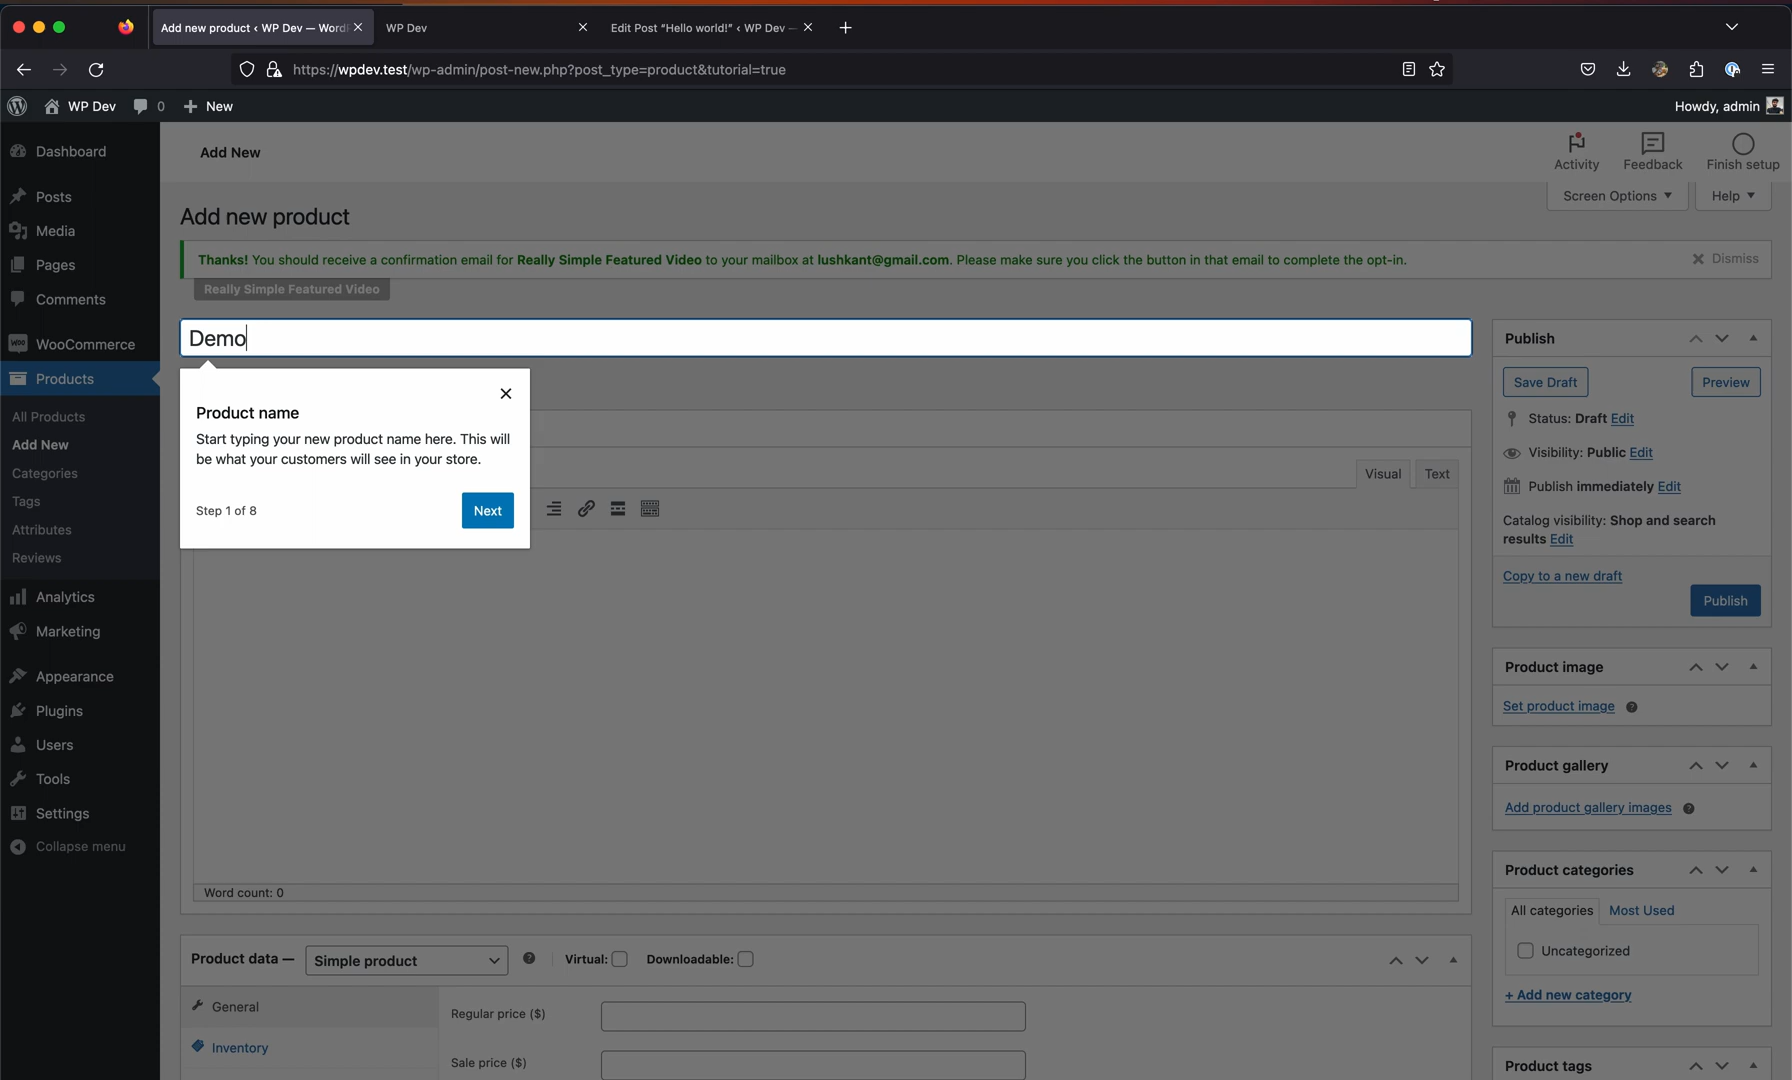 Add new product ‹ WP Dev — Word
WP Dev
Edit Post “Hello world!” ‹ WP Dev —
https://wpdev.test/wp-admin/post-new.php?post_type=product&tutorial=true
WP Dev
0
New
Howdy, admin
Dashboard
Posts
Media
Pages
Comments
WooCommerce
Products
All Products
Add New
Categories
Tags
Attributes
Reviews
Analytics
Marketing
Appearance
Plugins
Users
Tools
Settings
Collapse menu
Add New
Activity
Feedback
Finish setup
Screen Options
Help
Add new product
Thanks! You should receive a confirmation email for Really Simple Featured Video to your mailbox at lushkant@gmail.com. Please make sure you click the button in that email to complete the opt-in.
Dismiss
Really Simple Featured Video
Demo
Product name
Start typing your new product name here. This will
be what your customers will see in your store.
Step 1 of 8
Next
Visual
Text
Word count: 0
Product data —
Simple product
Virtual:
Downloadable:
General
Inventory
Regular price ($)
Sale price ($)
Publish
Save Draft
Preview
Status: Draft Edit
Visibility: Public Edit
Publish immediately Edit
Catalog visibility: Shop and search
results Edit
Copy to a new draft
Publish
Product image
Set product image
Product gallery
Add product gallery images
Product categories
All categories
Most Used
Uncategorized
+ Add new category
Product tags